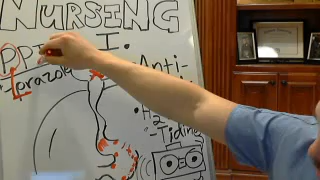 NURSING
PPI.
-Prazole
Anti-
H2
-Tidine